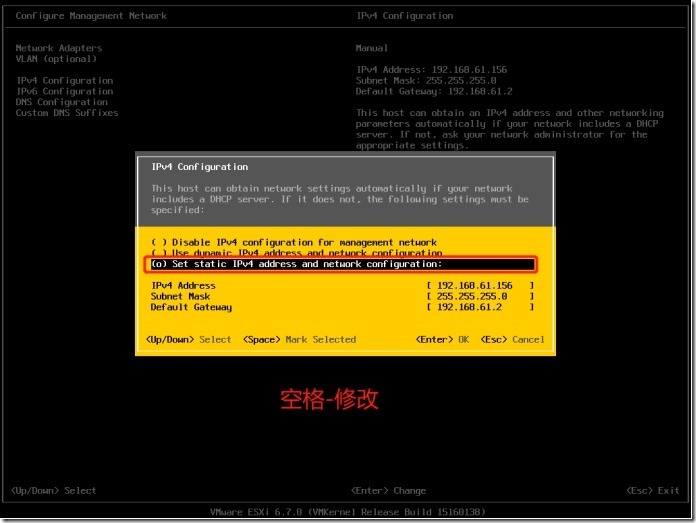 Configure Management Network
IPv4 Configuration
Network Adapters
VLAN (optional)
IPv4 Configuration
IPv6 Configuration
DNS Configuration
Custom DNS Suffixes
Manual
IPv4 Address: 192.168.61.156
Subnet Mask: 255.255.255.0
Default Gateway: 192.168.61.2
This host can obtain an IPv4 address and other networking
parameters automatically if your network includes a DHCP
server. If not, ask your network administrator for the
appropriate settings.
IPv4 Configuration
This host can obtain network settings automatically if your network
includes a DHCP server. If it does not, the following settings must be
specified:
( ) Disable IPv4 configuration for management network
( ) Use dynamic IPv4 address and network configuration
(o) Set static IPv4 address and network configuration:
IPv4 Address [ 192.168.61.156 ]
Subnet Mask [ 255.255.255.0 ]
Default Gateway [ 192.168.61.2 ]
<Up/Down> Select <Space> Mark Selected <Enter> OK <Esc> Cancel
空格-修改
<Up/Down> Select <Enter> Change <Esc> Exit
VMware ESXi 6.7.0 (VMKernel Release Build 15160138)